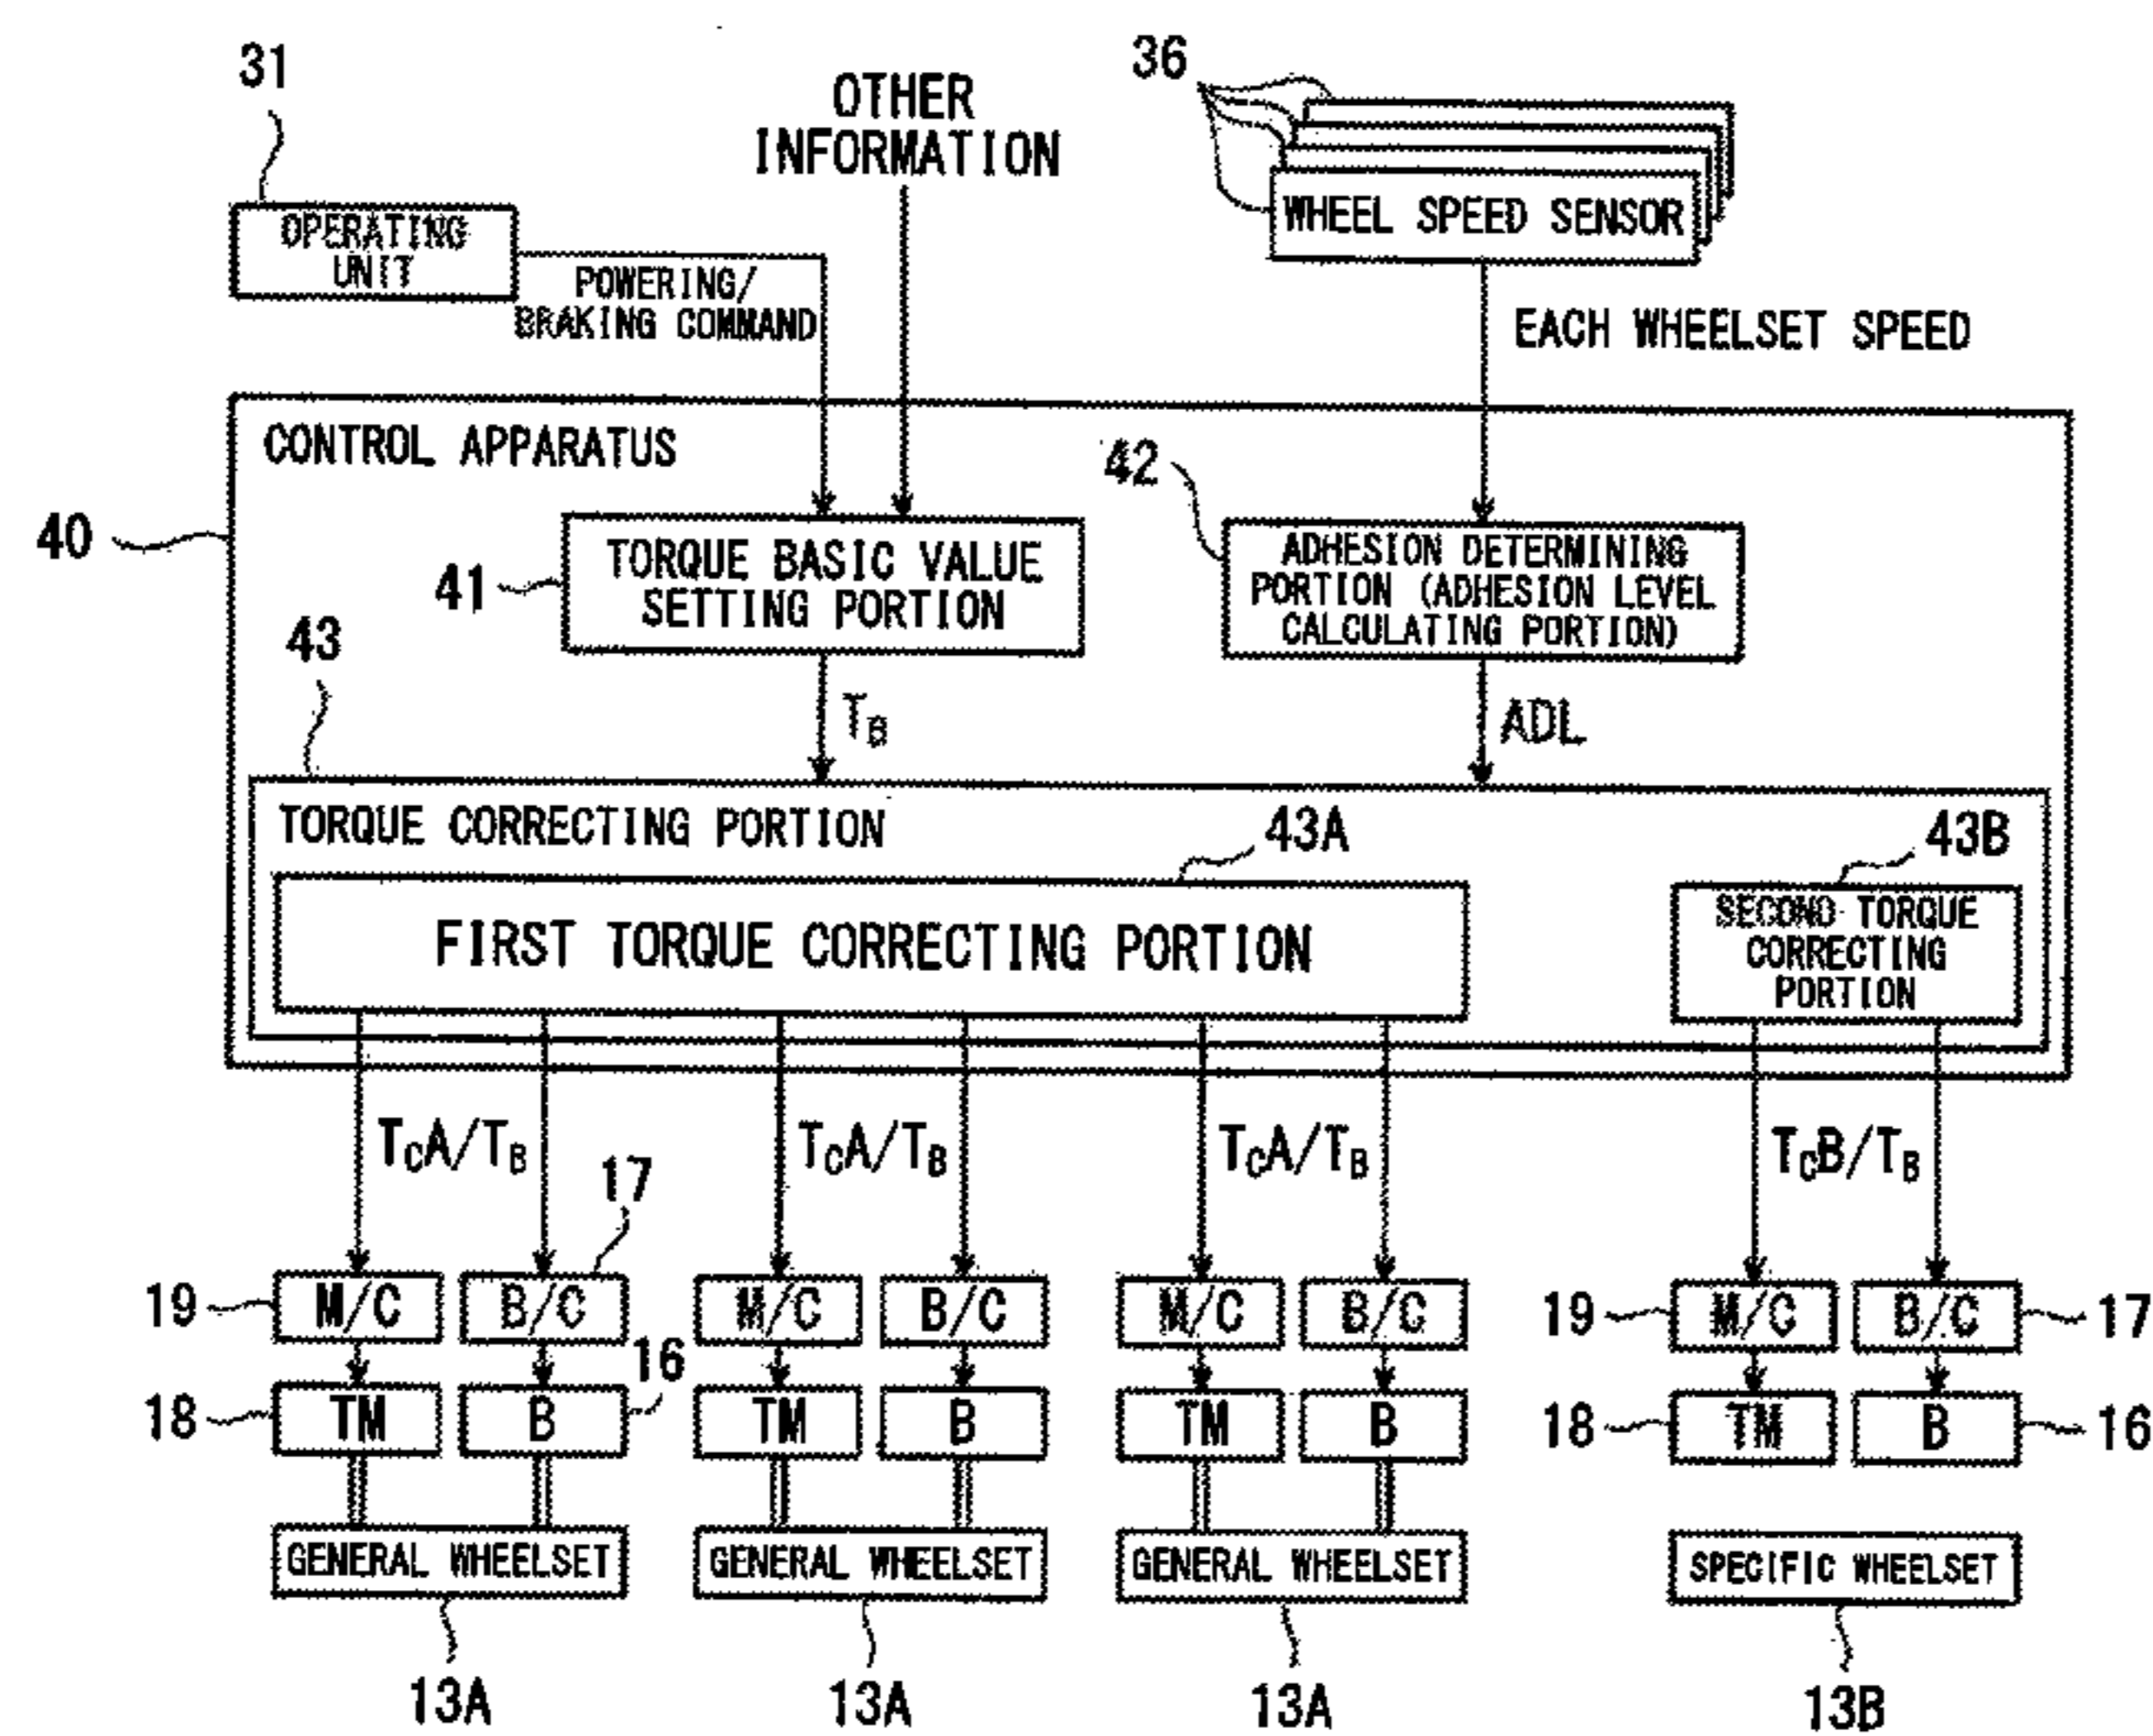 31
OTHER
INFORMATION
36
OPERATING
UNIT
WHEEL SPEED SENSOR
POWERING/
BRAKING COMMAND
EACH WHEELSET SPEED
CONTROL APPARATUS
42
40
41
TORQUE BASIC VALUE
SETTING PORTION
ADHESION DETERMINING
PORTION (ADHESION LEVEL
CALCULATING PORTION)
43
TB
ADL
TORQUE CORRECTING PORTION
43A
43B
FIRST TORQUE CORRECTING PORTION
SECOND TORQUE
CORRECTING
PORTION
TCA/TB
TCA/TB
TCA/TB
TCB/TB
17
19
M/C
B/C
M/C
B/C
M/C
B/C
19
M/C
B/C
17
16
18
TM
B
TM
B
TM
B
18
TM
B
16
GENERAL WHEELSET
GENERAL WHEELSET
GENERAL WHEELSET
SPECIFIC WHEELSET
13A
13A
13A
13B